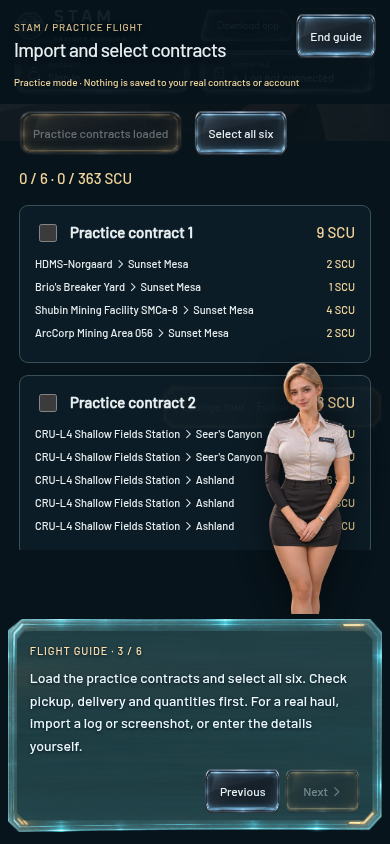 STAM
Download app
STAM / PRACTICE FLIGHT
Import and select contracts
End guide
Practice mode · Nothing is saved to your real contracts or account
Practice contracts loaded
Select all six
0 / 6 · 0 / 363 SCU
Practice contract 1
9 SCU
HDMS-Norgaard > Sunset Mesa
2 SCU
Brio's Breaker Yard > Sunset Mesa
1 SCU
Shubin Mining Facility SMCa-8 > Sunset Mesa
4 SCU
ArcCorp Mining Area 056 > Sunset Mesa
2 SCU
Practice contract 2
SCU
CRU-L4 Shallow Fields Station > Seer's Canyon
SCU
CRU-L4 Shallow Fields Station > Seer's Canyon
CRU-L4 Shallow Fields Station > Ashland
SCU
CRU-L4 Shallow Fields Station > Ashland
CRU-L4 Shallow Fields Station > Ashland
SCU
FLIGHT GUIDE · 3 / 6
Load the practice contracts and select all six. Check
pickup, delivery and quantities first. For a real haul,
import a log or screenshot, or enter the details
yourself.
Previous
Next >